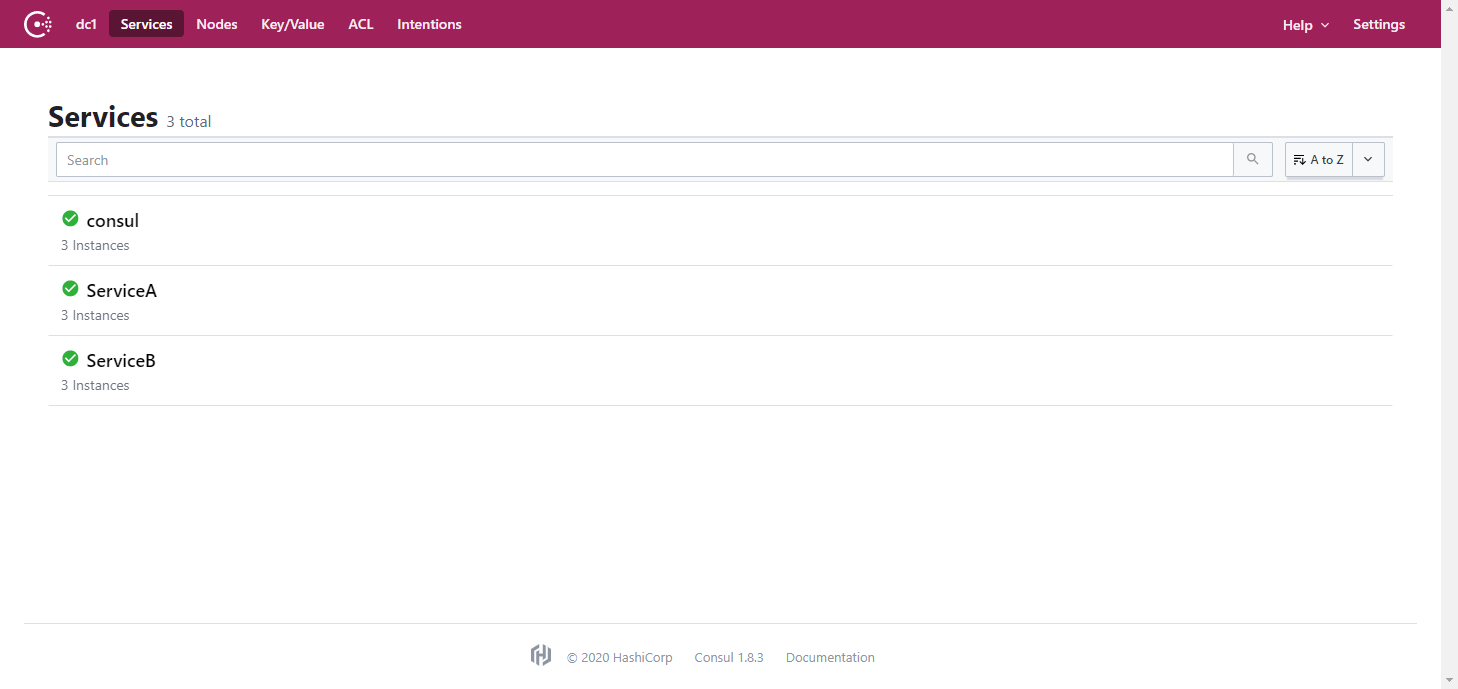 dc1 Services Nodes Key/Value ACL Intentions Help Settings
Services 3 total
Search A to Z
consul
3 Instances
ServiceA
3 Instances
ServiceB
3 Instances
© 2020 HashiCorp Consul 1.8.3 Documentation